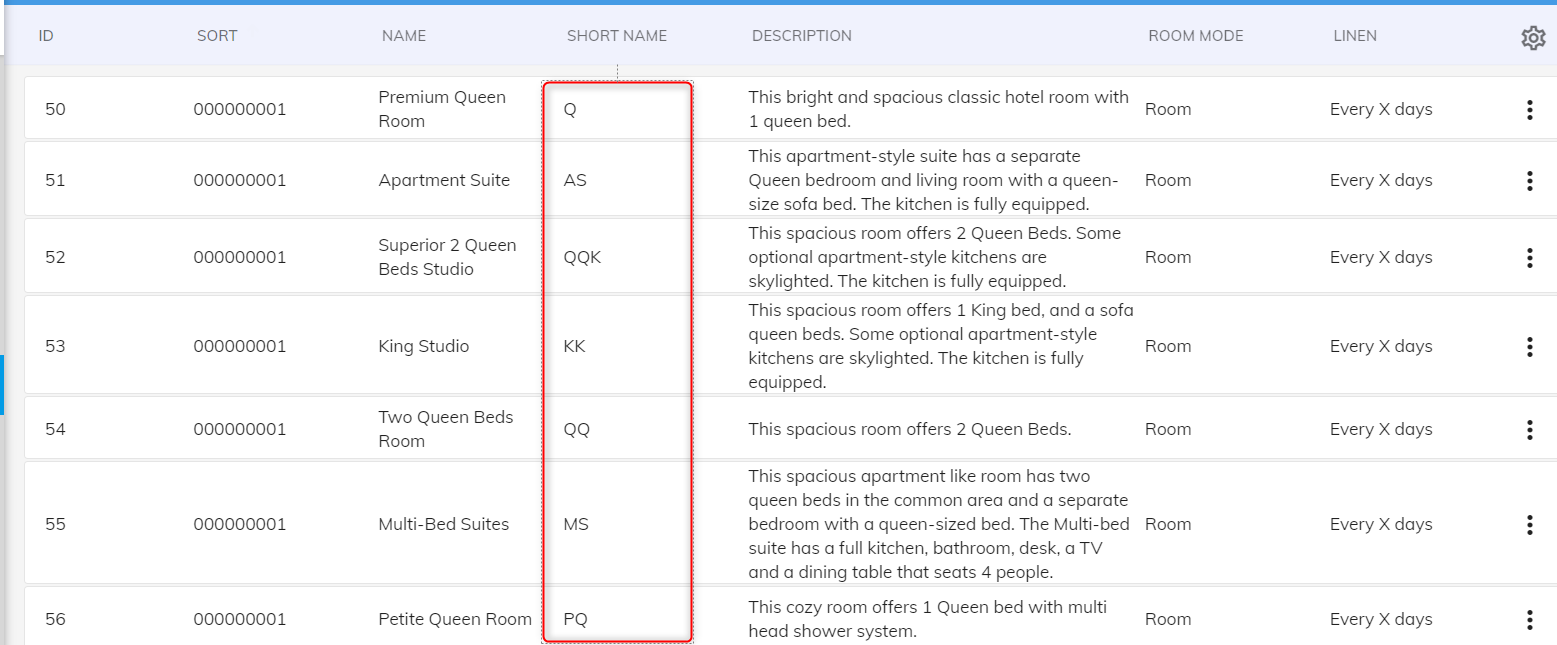 ID SORT NAME SHORT NAME DESCRIPTION ROOM MODE LINEN
50 000000001 Premium Queen Room Q This bright and spacious classic hotel room with 1 queen bed. Room Every X days
51 000000001 Apartment Suite AS This apartment-style suite has a separate Queen bedroom and living room with a queen-size sofa bed. The kitchen is fully equipped. Room Every X days
52 000000001 Superior 2 Queen Beds Studio QQK This spacious room offers 2 Queen Beds. Some optional apartment-style kitchens are skylighted. The kitchen is fully equipped. Room Every X days
53 000000001 King Studio KK This spacious room offers 1 King bed, and a sofa queen beds. Some optional apartment-style kitchens are skylighted. The kitchen is fully equipped. Room Every X days
54 000000001 Two Queen Beds Room QQ This spacious room offers 2 Queen Beds. Room Every X days
55 000000001 Multi-Bed Suites MS This spacious apartment like room has two queen beds in the common area and a separate bedroom with a queen-sized bed. The Multi-bed suite has a full kitchen, bathroom, desk, a TV and a dining table that seats 4 people. Room Every X days
56 000000001 Petite Queen Room PQ This cozy room offers 1 Queen bed with multi head shower system. Room Every X days